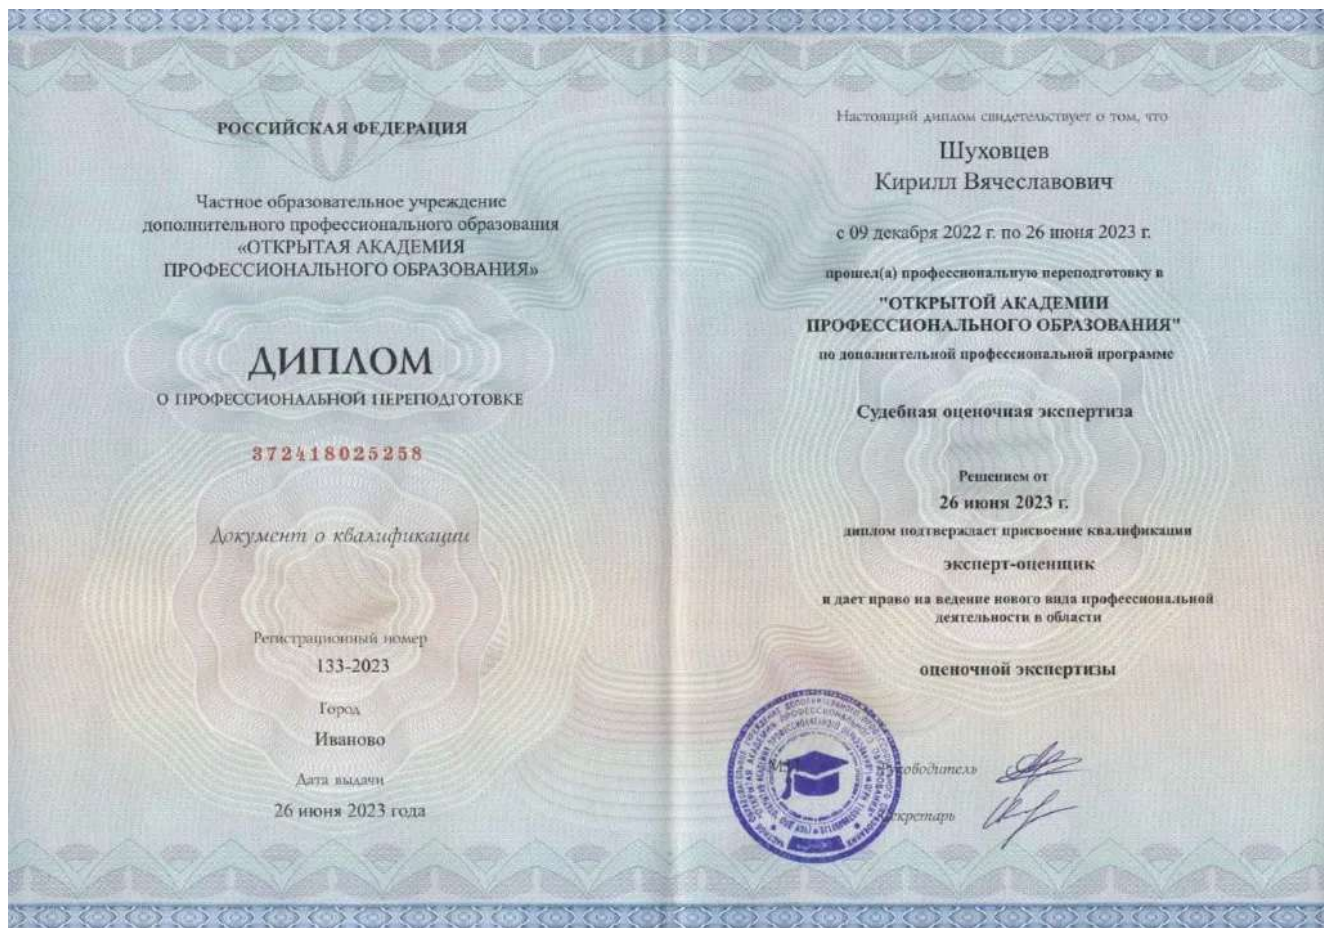 РОССИЙСКАЯ ФЕДЕРАЦИЯ
Частное образовательное учреждение
дополнительного профессионального образования
«ОТКРЫТАЯ АКАДЕМИЯ
ПРОФЕССИОНАЛЬНОГО ОБРАЗОВАНИЯ»
ДИПЛОМ
О ПРОФЕССИОНАЛЬНОЙ ПЕРЕПОДГОТОВКЕ
372418025258
Документ о квалификации
Регистрационный номер
133-2023
Город
Иваново
Дата выдачи
26 июня 2023 года
Настоящий диплом свидетельствует о том, что
Шуховцев
Кирилл Вячеславович
с 09 декабря 2022 г. по 26 июня 2023 г.
прошел(а) профессиональную переподготовку в
"ОТКРЫТОЙ АКАДЕМИИ
ПРОФЕССИОНАЛЬНОГО ОБРАЗОВАНИЯ"
по дополнительной профессиональной программе
Судебная оценочная экспертиза
Решением от
26 июня 2023 г.
диплом подтверждает присвоение квалификации
эксперт-оценщик
и дает право на ведение нового вида профессиональной
деятельности в области
оценочной экспертизы
Руководитель
Секретарь